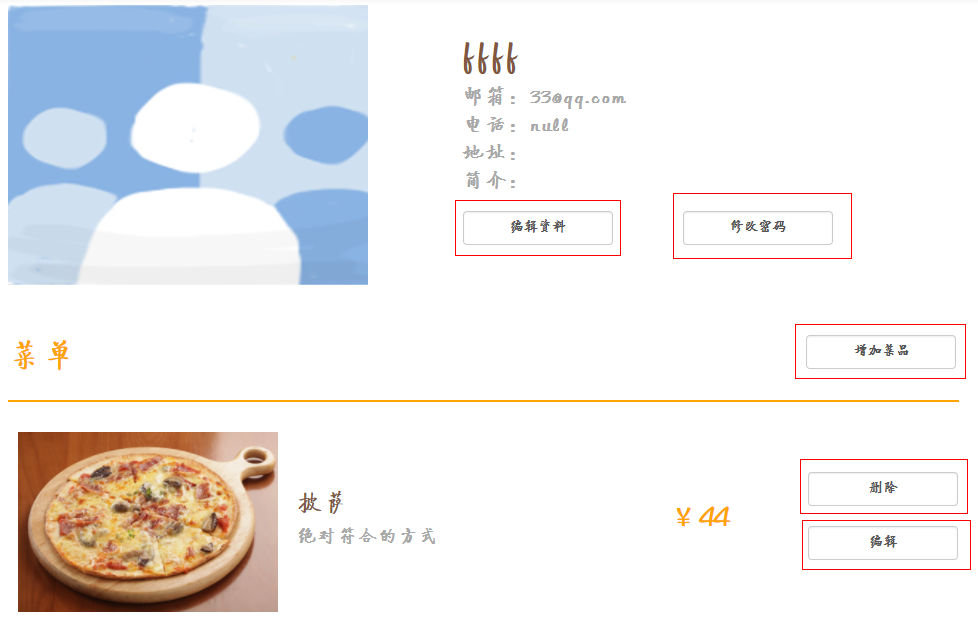 ffff
邮箱：33@qq.com
电话：null
地址：
简介：
编辑资料
修改密码
菜单
增加菜品
披萨
绝对符合的方式
¥ 44
删除
编辑